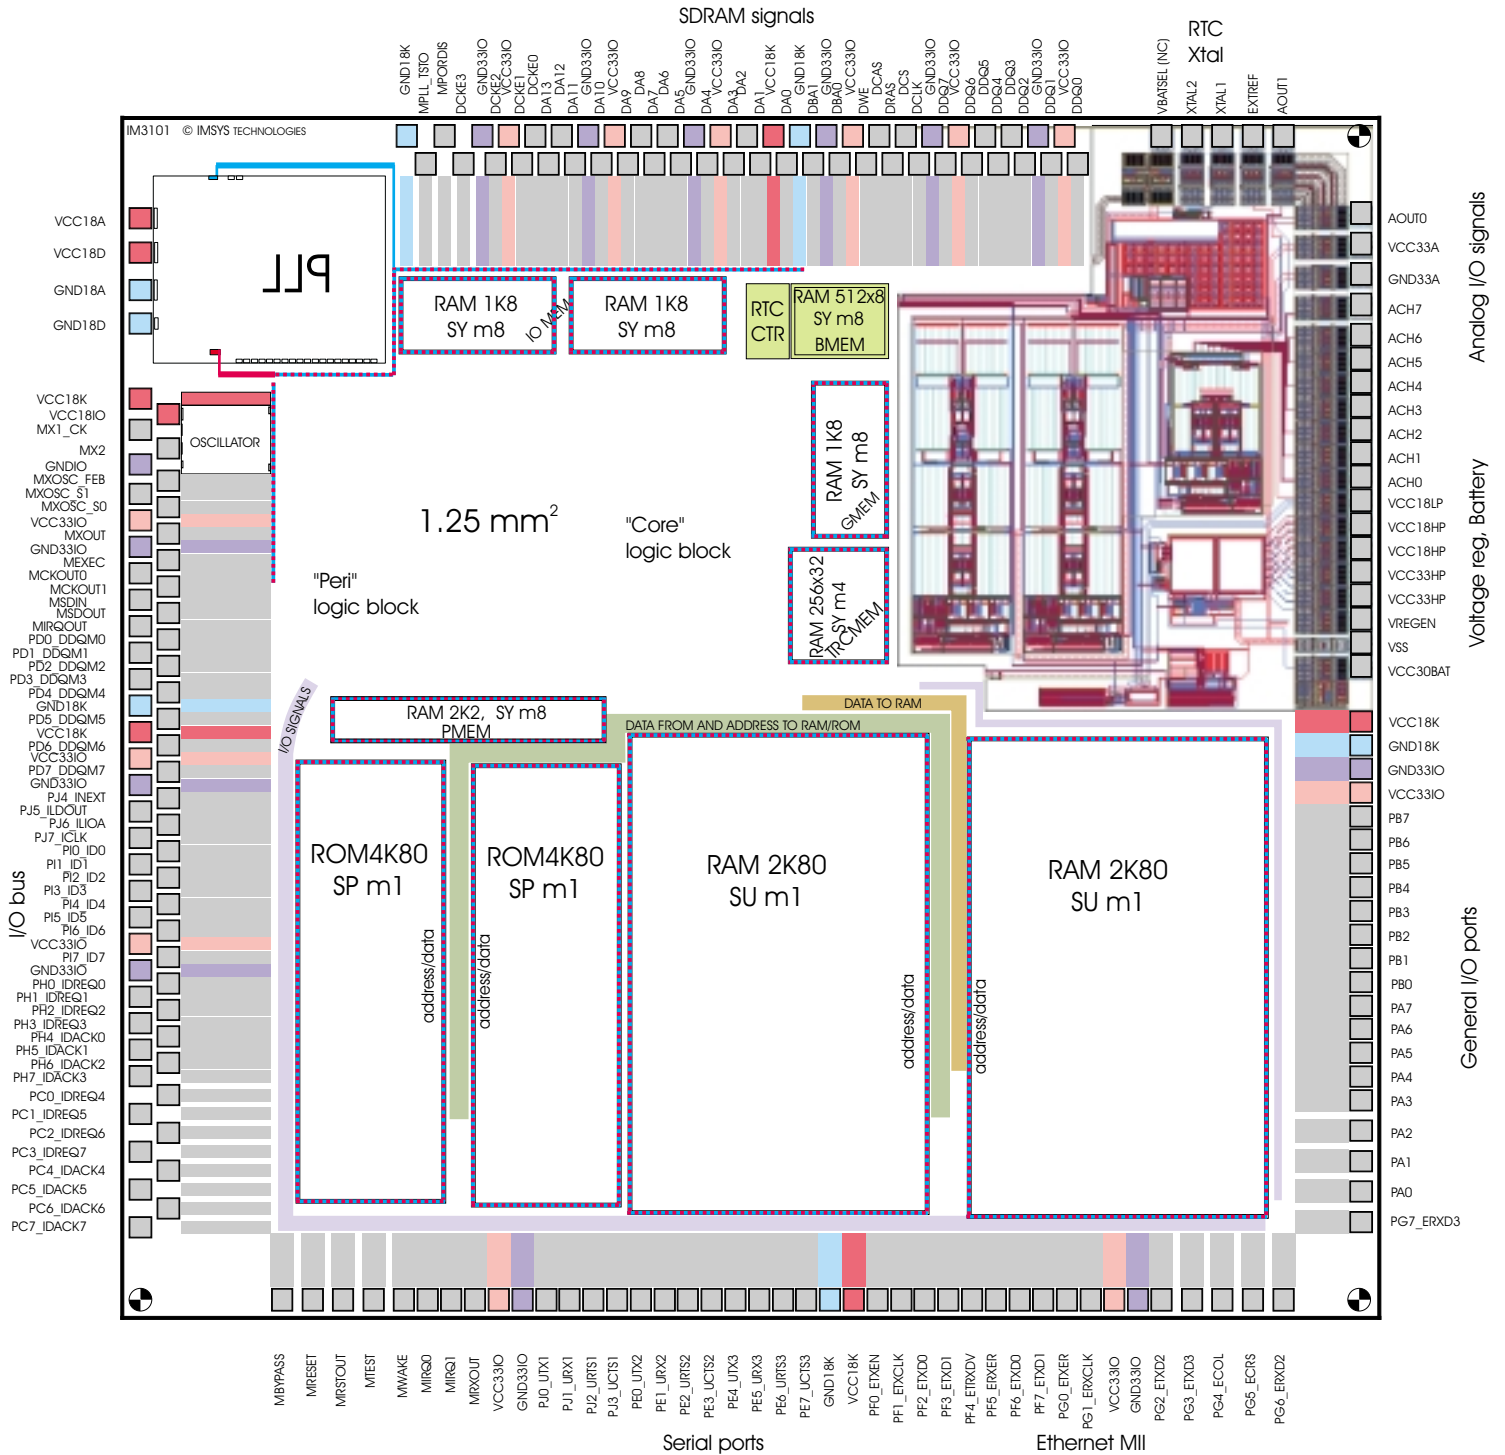 SDRAM signals
RTC
Xtal
GND18K
MPLL_TSTO
MPORDIS
DCKE3
GND33IO
DCKE2
VCC33IO
DCKE1
DCKE0
DA13
DA12
DA11
GND33IO
DA10
VCC33IO
DA9
DA8
DA7
DA6
DA5
GND33IO
DA4
VCC33IO
DA3
DA2
DA1
VCC18K
DA0
GND18K
DBA1
GND33IO
DBA0
VCC33IO
DWE
DCAS
DRAS
DCS
DCLK
GND33IO
DDQ7
VCC33IO
DDQ6
DDQ5
DDQ4
DDQ3
DDQ2
GND33IO
DDQ1
VCC33IO
DDQ0
VBATSEL (NC)
XTAL2
XTAL1
EXTREF
AOUT1
IM3101 © IMSYS TECHNOLOGIES
VCC18A
VCC18D
GND18A
GND18D
PLL
VCC18K
VCC18IO
MX1_CK
MX2
GNDIO
MXOSC_FEB
MXOSC_S1
MXOSC_S0
VCC33IO
MXOUT
GND33IO
MEXEC
MCKOUT0
MCKOUT1
MSDIN
MSDOUT
MIRQOUT
PD0_DDQM0
PD1_DDQM1
PD2_DDQM2
PD3_DDQM3
PD4_DDQM4
GND18K
PD5_DDQM5
VCC18K
PD6_DDQM6
VCC33IO
PD7_DDQM7
GND33IO
PJ4_INEXT
PJ5_ILDOUT
PJ6_ILIOA
PJ7_ICLK
PI0_ID0
PI1_ID1
PI2_ID2
PI3_ID3
PI4_ID4
PI5_ID5
PI6_ID6
VCC33IO
PI7_ID7
GND33IO
PH0_IDREQ0
PH1_IDREQ1
PH2_IDREQ2
PH3_IDREQ3
PH4_IDACK0
PH5_IDACK1
PH6_IDACK2
PH7_IDACK3
PC0_IDREQ4
PC1_IDREQ5
PC2_IDREQ6
PC3_IDREQ7
PC4_IDACK4
PC5_IDACK5
PC6_IDACK6
PC7_IDACK7
I/O bus
OSCILLATOR
RAM 1K8
SY m8
IO MEM
RAM 1K8
SY m8
RTC
CTR
RAM 512x8
SY m8
BMEM
RAM 1K8
SY m8
GMEM
RAM 256x32
SY m4
TRCMEM
1.25 mm2
"Core"
logic block
"Peri"
logic block
I/O SIGNALS
RAM 2K2, SY m8
PMEM
DATA TO RAM
DATA FROM AND ADDRESS TO RAM/ROM
ROM4K80
SP m1
address/data
ROM4K80
SP m1
address/data
RAM 2K80
SU m1
address/data
RAM 2K80
SU m1
address/data
AOUT0
VCC33A
GND33A
ACH7
ACH6
ACH5
ACH4
ACH3
ACH2
ACH1
ACH0
VCC18LP
VCC18HP
VCC18HP
VCC33HP
VCC33HP
VREGEN
VSS
VCC30BAT
VCC18K
GND18K
GND33IO
VCC33IO
PB7
PB6
PB5
PB4
PB3
PB2
PB1
PB0
PA7
PA6
PA5
PA4
PA3
PA2
PA1
PA0
PG7_ERXD3
Analog I/O signals
Voltage reg, Battery
General I/O ports
MBYPASS
MRESET
MRSTOUT
MTEST
MWAKE
MIRQ0
MIRQ1
MRXOUT
VCC33IO
GND33IO
PJ0_UTX1
PJ1_URX1
PJ2_URTS1
PJ3_UCTS1
PE0_UTX2
PE1_URX2
PE2_URTS2
PE3_UCTS2
PE4_UTX3
PE5_URX3
PE6_URTS3
PE7_UCTS3
GND18K
VCC18K
PF0_ETXEN
PF1_ETXCLK
PF2_ETXD0
PF3_ETXD1
PF4_ETRXDV
PF5_ERXER
PF6_ETXD0
PF7_ETXD1
PG0_ETXER
PG1_ERXCLK
VCC33IO
GND33IO
PG2_ETXD2
PG3_ETXD3
PG4_ECOL
PG5_ECRS
PG6_ERXD2
Serial ports
Ethernet MII